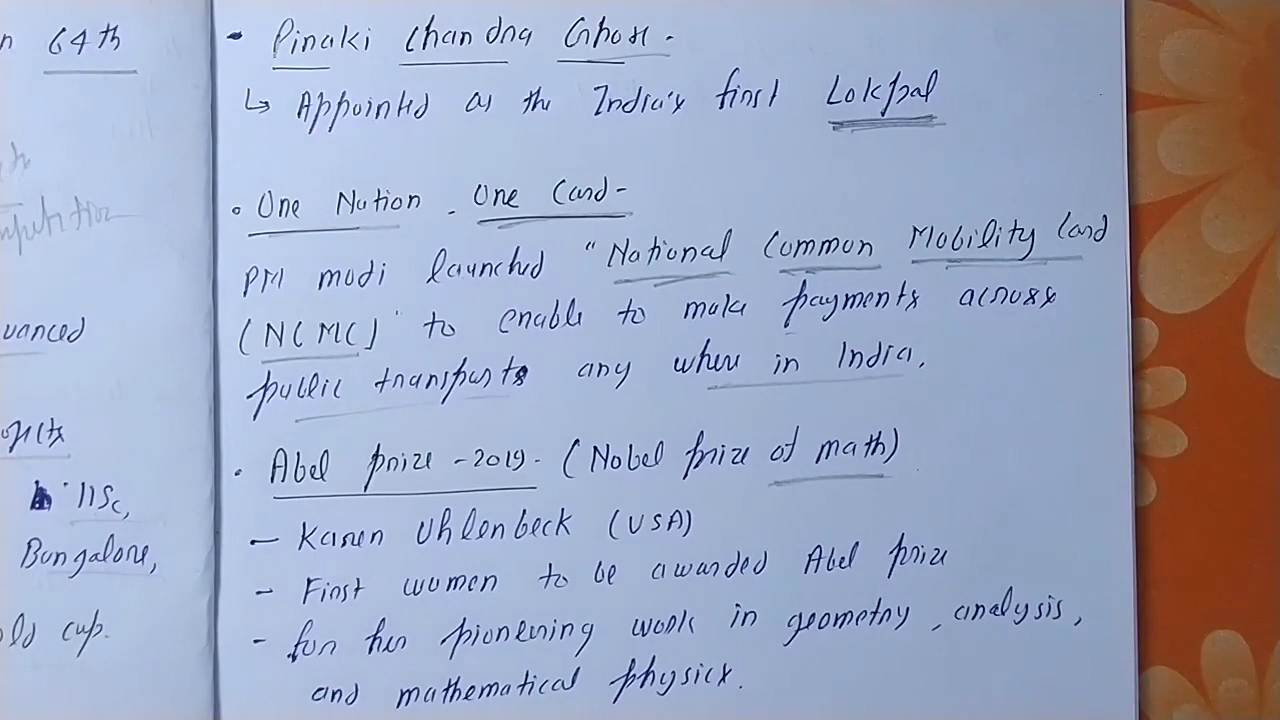 64th
uanced
IISc,
Bangalore,
cup.
- Pinaki Chandra Ghose -
↳ Appointed as the India's first Lokpal
• One Nation - One Card -
PM modi launched "National Common Mobility Card
(NCMC)" to enable to make payments across
public transports any where in India.
• Abel prize - 2019 - (Nobel prize of math)
- Karen Uhlenbeck (USA)
- First women to be awarded Abel prize
- for her pionering work in geometry, analysis,
and mathematical physics.